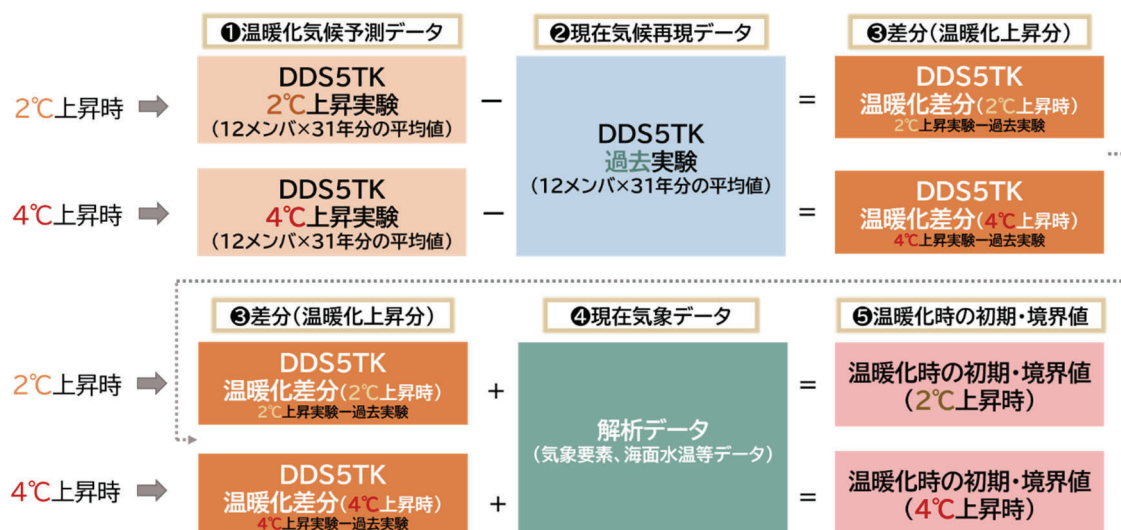 ❶温暖化気候予測データ
❷現在気候再現データ
❸差分(温暖化上昇分)
2℃上昇時
DDS5TK
2℃上昇実験
(12メンバ×31年分の平均値)
−
DDS5TK
過去実験
(12メンバ×31年分の平均値)
=
DDS5TK
温暖化差分(2℃上昇時)
2℃上昇実験ー過去実験
4℃上昇時
DDS5TK
4℃上昇実験
(12メンバ×31年分の平均値)
−
=
DDS5TK
温暖化差分(4℃上昇時)
4℃上昇実験ー過去実験
❸差分(温暖化上昇分)
❹現在気象データ
❺温暖化時の初期・境界値
2℃上昇時
DDS5TK
温暖化差分(2℃上昇時)
2℃上昇実験ー過去実験
+
解析データ
(気象要素、海面水温等データ)
=
温暖化時の初期・境界値
(2℃上昇時)
4℃上昇時
DDS5TK
温暖化差分(4℃上昇時)
4℃上昇実験ー過去実験
+
=
温暖化時の初期・境界値
(4℃上昇時)